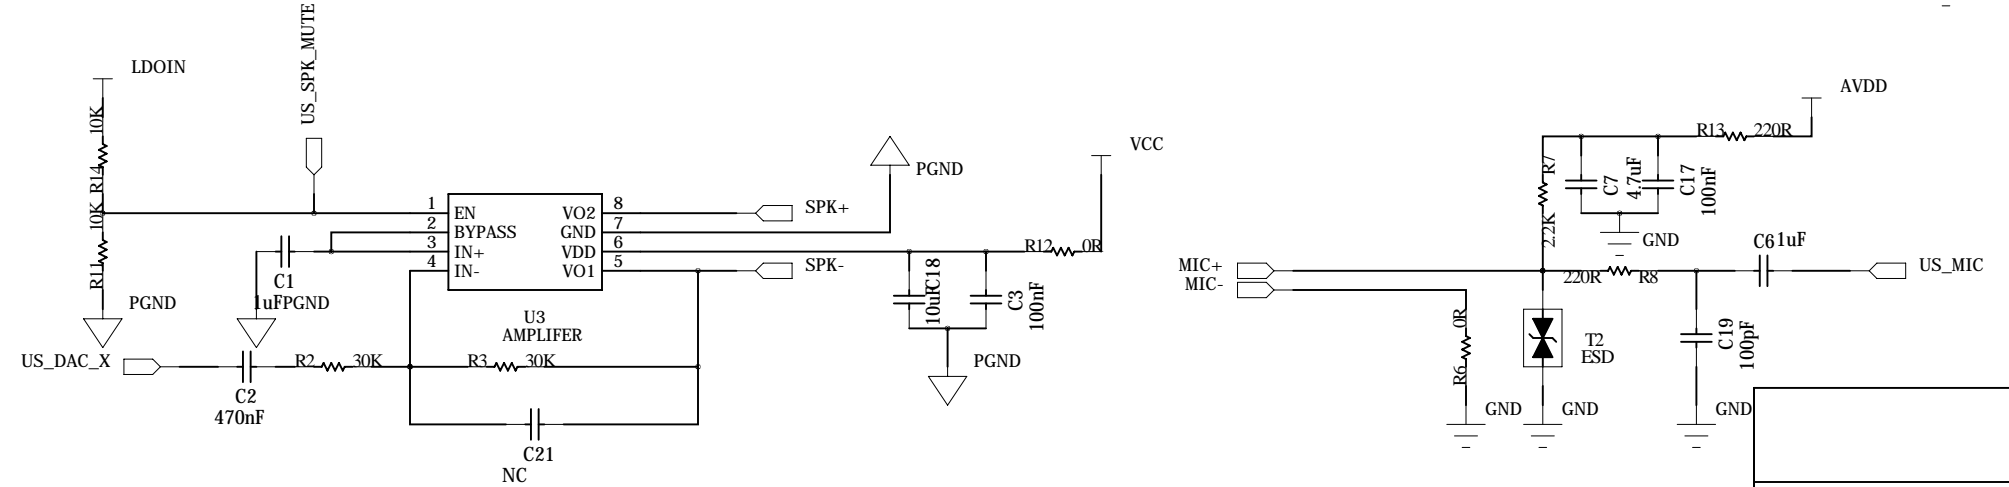 US_SPK_MUTE
LDOIN
10K
R14
10K
R11
PGND
1 EN
2 BYPASS
3 IN+
4 IN-
VO2 8
GND 7
VDD 6
VO1 5
U3
AMPLIFER
C1
1uF
PGND
US_DAC_X
C2
470nF
R2 30K
R3 30K
C21
NC
SPK+
SPK-
PGND
VCC
R12 0R
C18
10uF
C3
100nF
PGND
AVDD
R13 220R
R7
2.2K
C7
4.7uF
C17
100nF
GND
MIC+
MIC-
220R R8
C6 1uF
US_MIC
0R
R6
T2
ESD
C19
100pF
GND
GND
GND